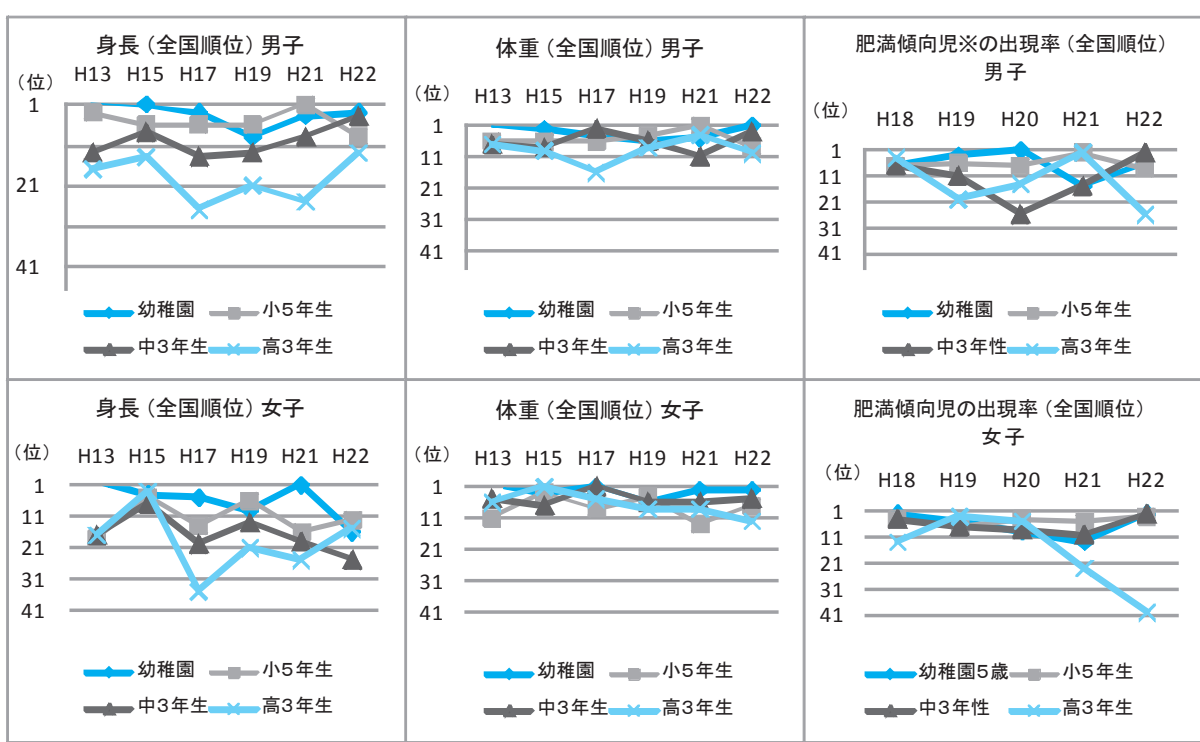 身長（全国順位）男子
（位）
H13 H15 H17 H19 H21 H22
1
21
41
幼稚園 小5年生
中3年生 高3年生
体重（全国順位）男子
（位）
H13 H15 H17 H19 H21 H22
1
11
21
31
41
幼稚園 小5年生
中3年生 高3年生
肥満傾向児※の出現率（全国順位）
男子
（位）
H18 H19 H20 H21 H22
1
11
21
31
41
幼稚園 小5年生
中3年性 高3年生
身長（全国順位）女子
（位）
H13 H15 H17 H19 H21 H22
1
11
21
31
41
幼稚園 小5年生
中3年生 高3年生
体重（全国順位）女子
（位）
H13 H15 H17 H19 H21 H22
1
11
21
31
41
幼稚園 小5年生
中3年生 高3年生
肥満傾向児の出現率（全国順位）
女子
（位）
H18 H19 H20 H21 H22
1
11
21
31
41
幼稚園5歳 小5年生
中3年性 高3年生